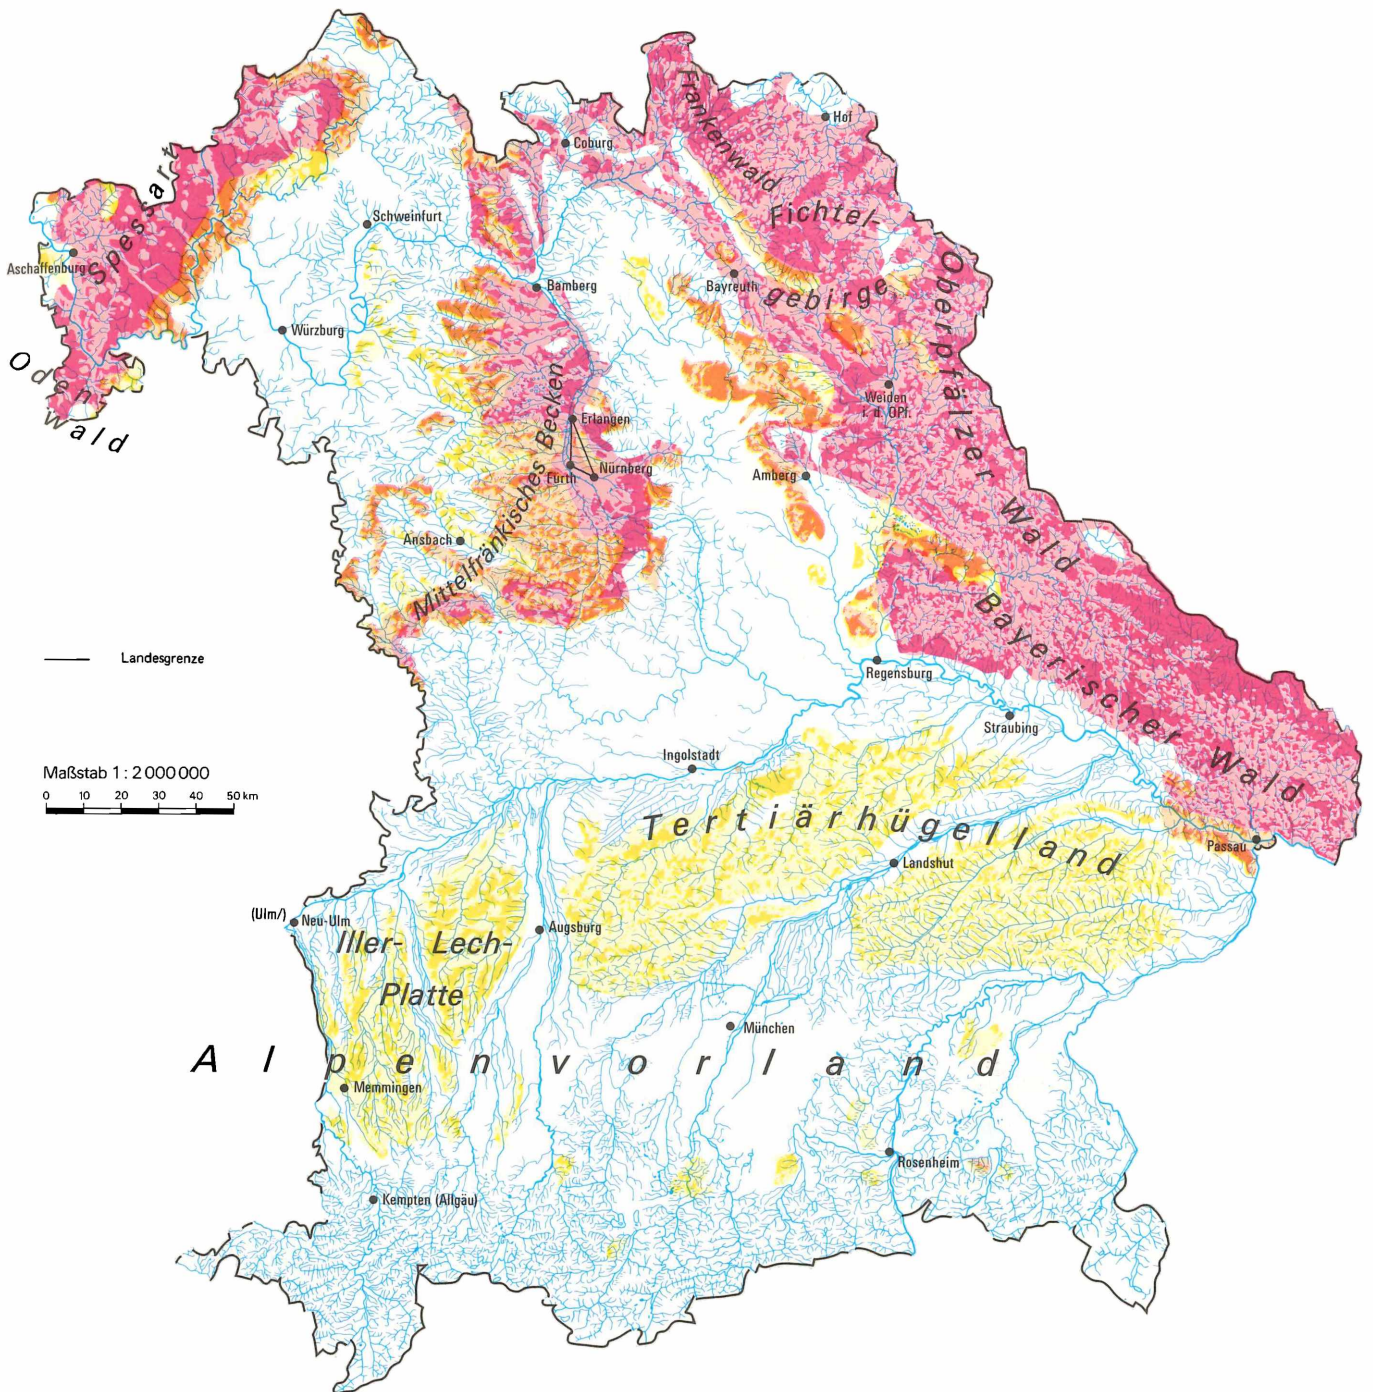 Frankenwald
Hof
Coburg
Spessart
Fichtel-
Schweinfurt
Aschaffenburg
Oberpfälzer Wald
Bamberg
Bayreuth
gebirge
Würzburg
Odenwald
Weiden
i. d. OPf.
Erlangen
Mittelfränkisches Becken
Fürth
Nürnberg
Amberg
Ansbach
Bayerischer Wald
Landesgrenze
Regensburg
Straubing
Ingolstadt
Maßstab 1 : 2 000 000
0 10 20 30 40 50 km
Tertiärhügelland
Passau
Landshut
(Ulm/) Neu-Ulm
Augsburg
Iller- Lech-
Platte
München
Alpenvorland
Memmingen
Rosenheim
Kempten (Allgäu)